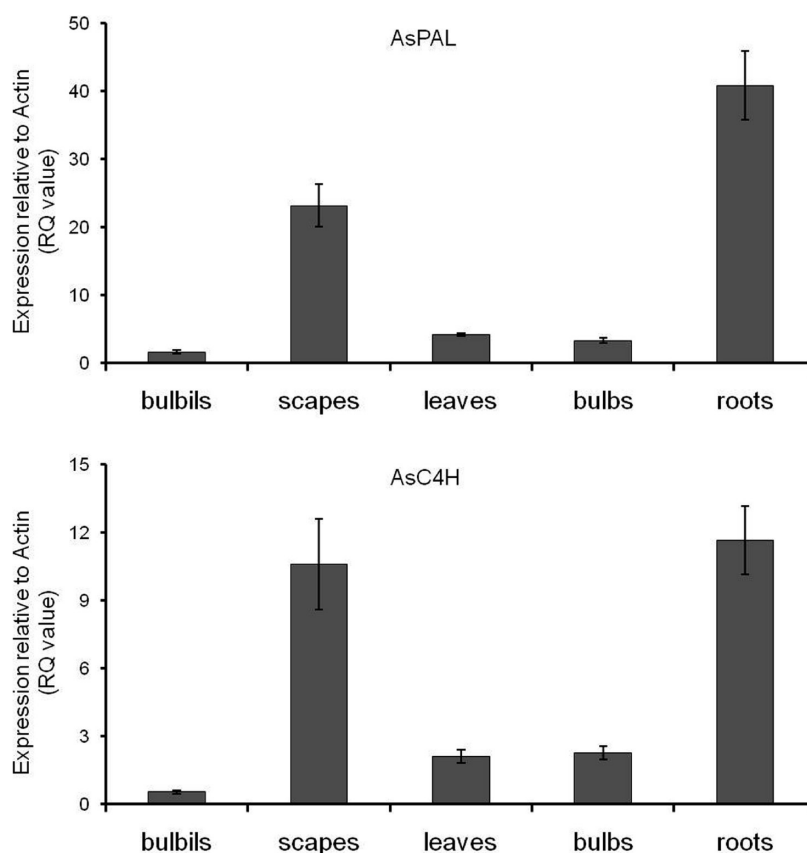 AsPAL
Expression relative to Actin
(RQ value)
50
40
30
20
10
0
bulbils scapes leaves bulbs roots
AsC4H
Expression relative to Actin
(RQ value)
15
12
9
6
3
0
bulbils scapes leaves bulbs roots